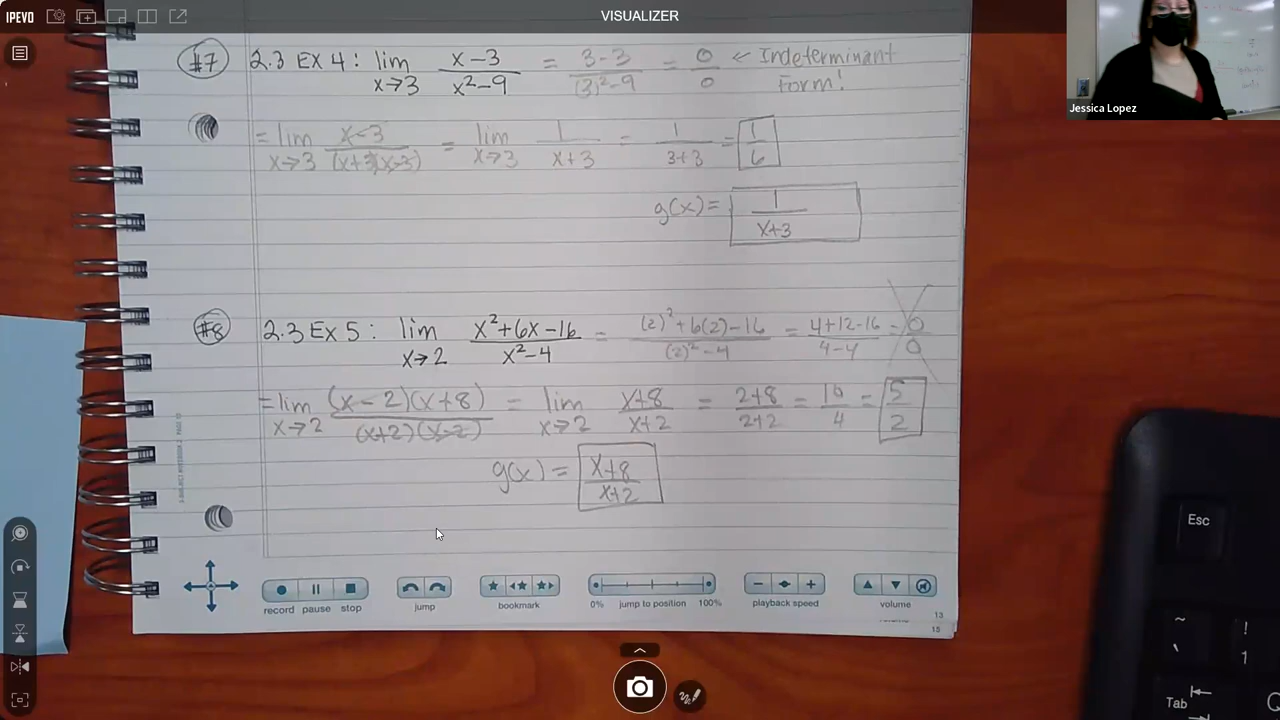 IPEVO
VISUALIZER
Jessica Lopez
#7 2.3 EX 4: lim x→3 x-3 / x²-9 = 3-3 / (3)²-9 = 0 / 0 ← Indeterminant Form!
= lim x→3 x-3 / (x+3)(x-3) = lim x→3 1 / x+3 = 1 / 3+3 = 1 / 6
g(x) = 1 / x+3
#8 2.3 EX 5: lim x→2 x²+6x-16 / x²-4 = (2)²+6(2)-16 / (2)²-4 = 4+12-16 / 4-4 = 0 / 0
= lim x→2 (x-2)(x+8) / (x+2)(x-2) = lim x→2 x+8 / x+2 = 2+8 / 2+2 = 10 / 4 = 5 / 2
g(x) = x+8 / x+2
record pause stop jump bookmark 0% jump to position 100% playback speed volume
13
15
Esc
~ `
! 1
Tab